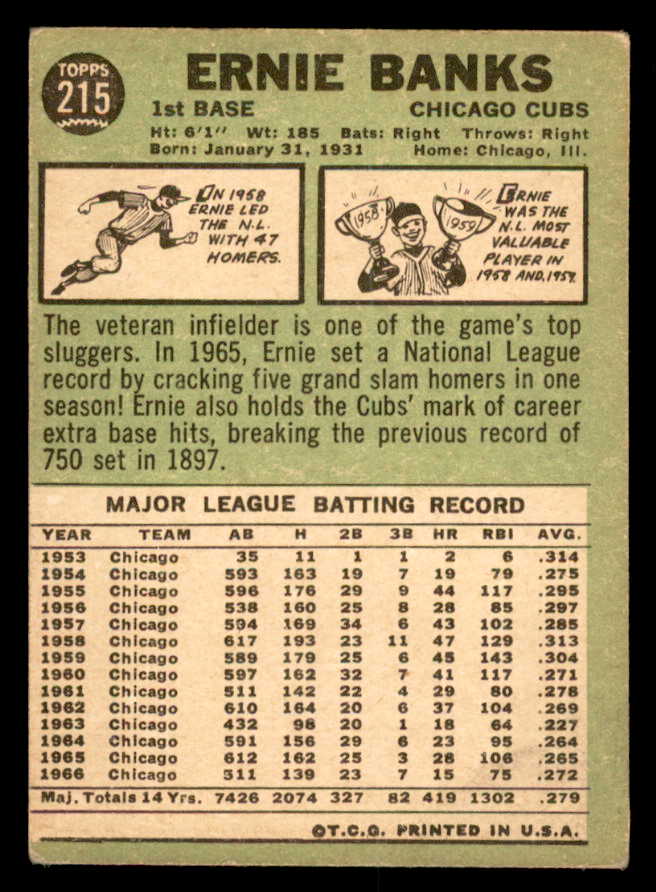 TOPPS
215
ERNIE BANKS
1st BASE CHICAGO CUBS
Ht: 6'1" Wt: 185 Bats: Right Throws: Right
Born: January 31, 1931 Home: Chicago, Ill.
IN 1958
ERNIE LED
THE N.L.
WITH 47
HOMERS.
1958
1959
ERNIE
WAS THE
N.L. MOST
VALUABLE
PLAYER IN
1958 AND 1959.
The veteran infielder is one of the game's top
sluggers. In 1965, Ernie set a National League
record by cracking five grand slam homers in one
season! Ernie also holds the Cubs' mark of career
extra base hits, breaking the previous record of
750 set in 1897.
MAJOR LEAGUE BATTING RECORD
YEAR TEAM AB H 2B 3B HR RBI AVG.
1953 Chicago 35 11 1 1 2 6 .314
1954 Chicago 593 163 19 7 19 79 .275
1955 Chicago 596 176 29 9 44 117 .295
1956 Chicago 538 160 25 8 28 85 .297
1957 Chicago 594 169 34 6 43 102 .285
1958 Chicago 617 193 23 11 47 129 .313
1959 Chicago 589 179 25 6 45 143 .304
1960 Chicago 597 162 32 7 41 117 .271
1961 Chicago 511 142 22 4 29 80 .278
1962 Chicago 610 164 20 6 37 104 .269
1963 Chicago 432 98 20 1 18 64 .227
1964 Chicago 591 156 29 6 23 95 .264
1965 Chicago 612 162 25 3 28 106 .265
1966 Chicago 511 139 23 7 15 75 .272
Maj. Totals 14 Yrs. 7426 2074 327 82 419 1302 .279
©T.C.G. PRINTED IN U.S.A.